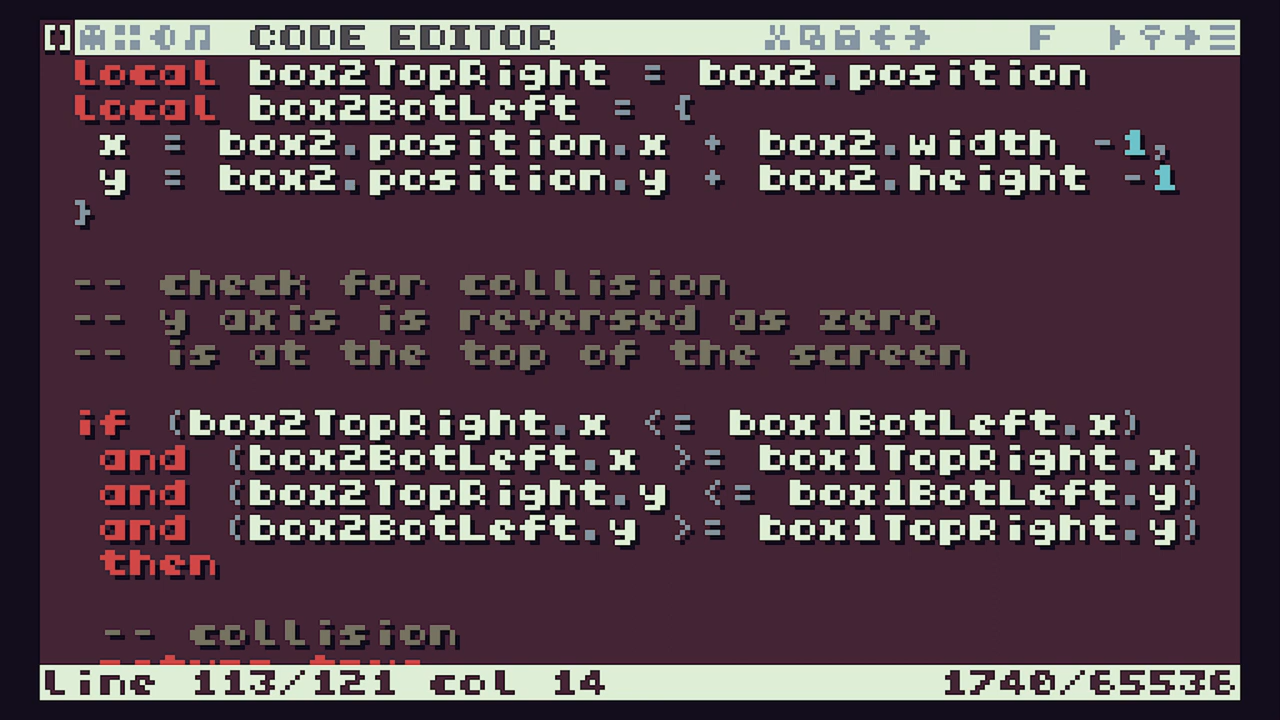 CODE EDITOR F
local box2TopRight = box2.position
local box2BotLeft = {
x = box2.position.x + box2.width -1,
y = box2.position.y + box2.height -1
}
-- check for collision
-- y axis is reversed as zero
-- is at the top of the screen
if (box2TopRight.x <= box1BotLeft.x)
and (box2BotLeft.x >= box1TopRight.x)
and (box2TopRight.y <= box1BotLeft.y)
and (box2BotLeft.y >= box1TopRight.y)
then
-- collision
line 113/121 col 14 1740/65536